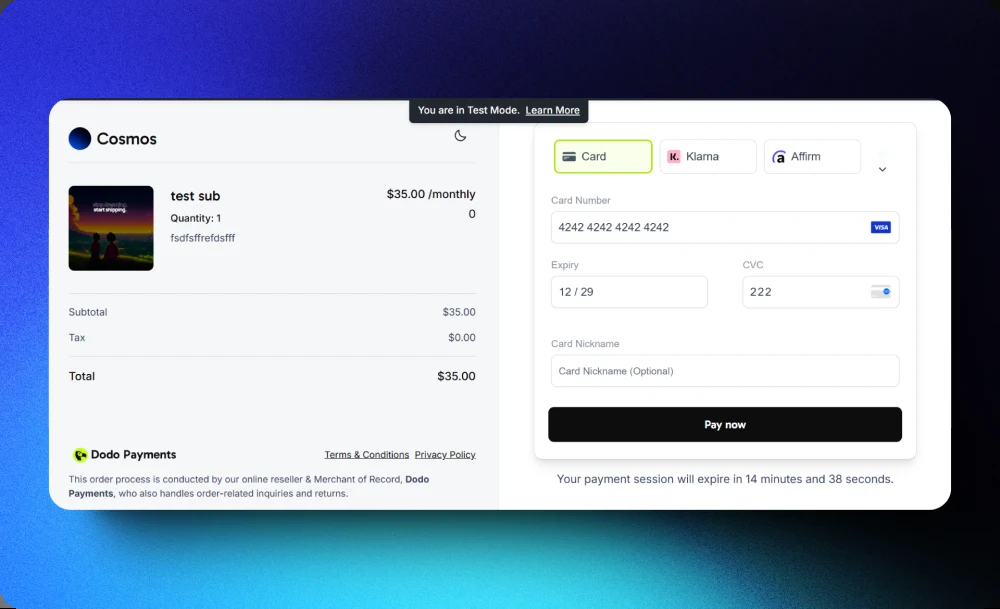 You are in Test Mode. Learn More
Cosmos
start shipping.
test sub
$35.00 /monthly
Quantity: 1
0
fsdfsffrefdsfff
Subtotal
$35.00
Tax
$0.00
Total
$35.00
Dodo Payments
Terms & Conditions
Privacy Policy
This order process is conducted by our online reseller & Merchant of Record, Dodo
Payments, who also handles order-related inquiries and returns.
Card
K.
Klarna
a
Affirm
Card Number
4242 4242 4242 4242
VISA
Expiry
CVC
12 / 29
222
Card Nickname
Card Nickname (Optional)
Pay now
Your payment session will expire in 14 minutes and 38 seconds.